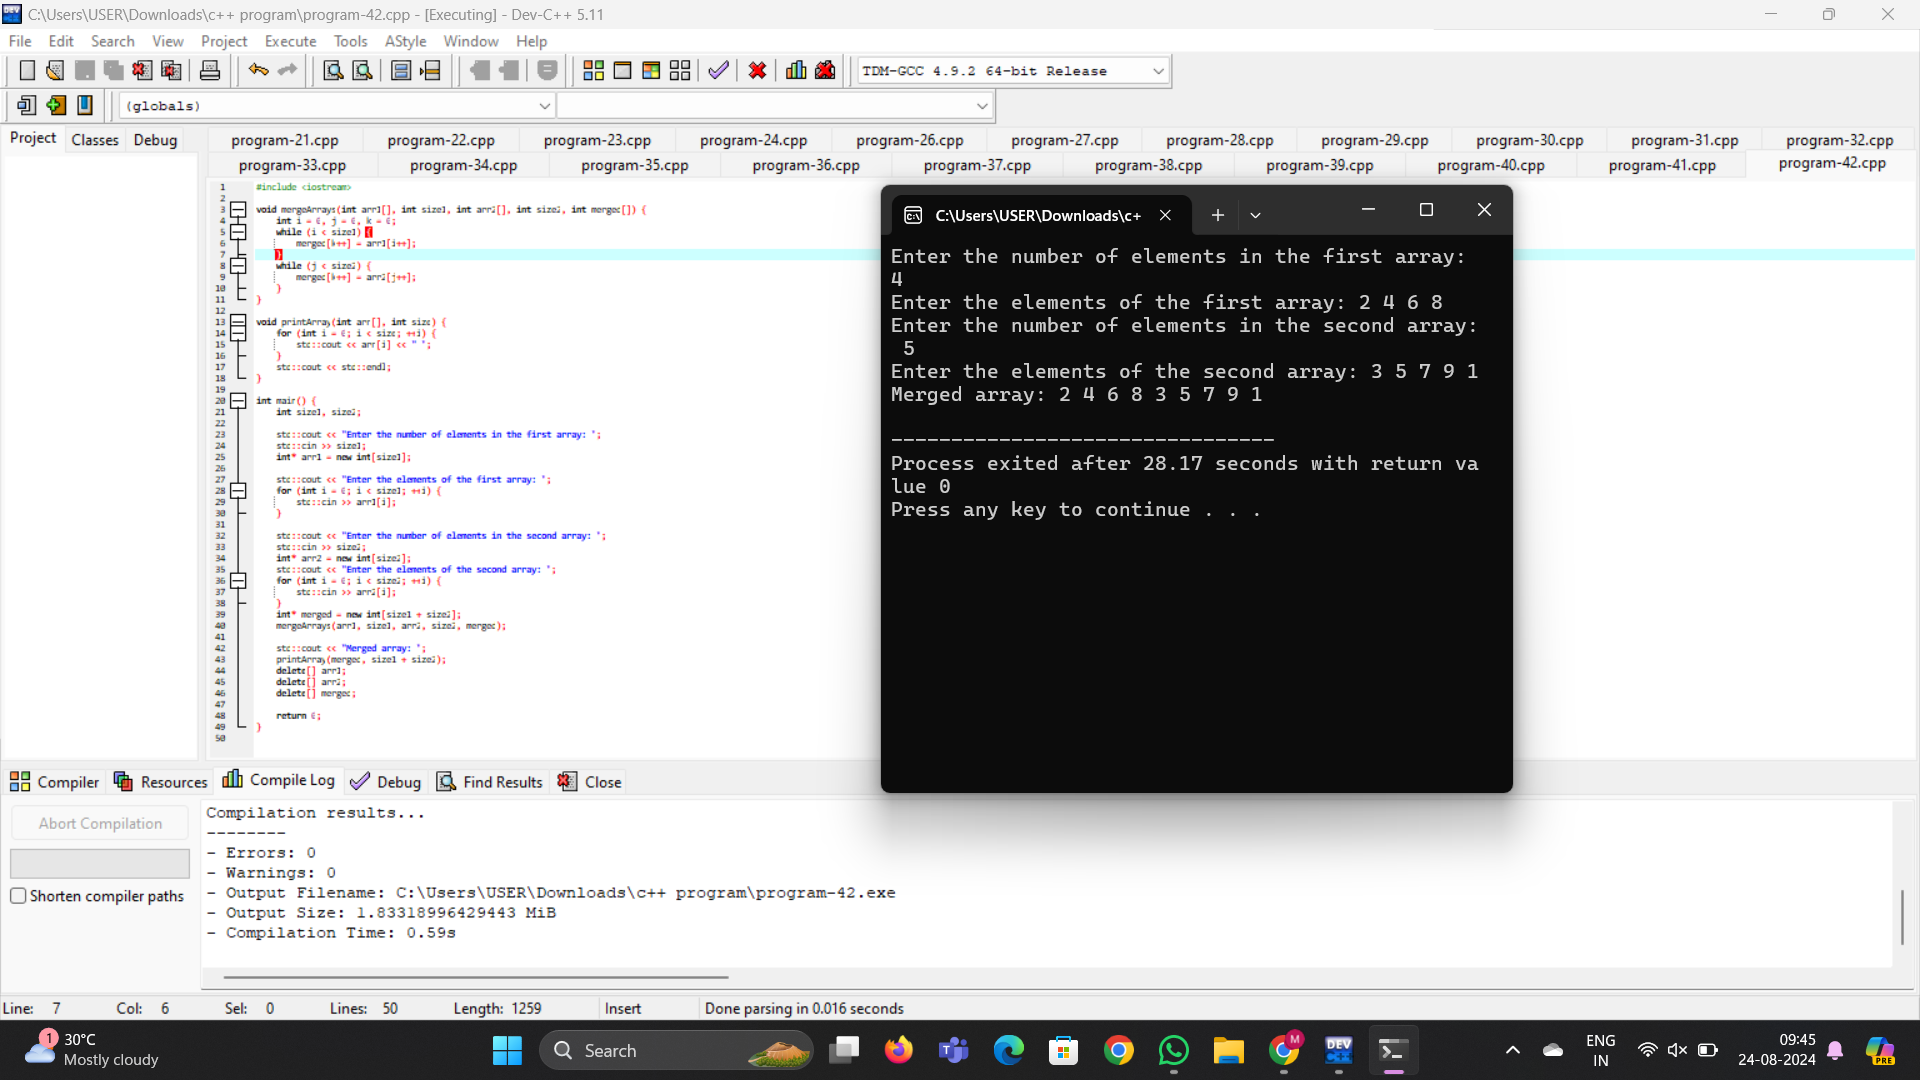 C:\Users\USER\Downloads\c++ program\program-42.cpp - [Executing] - Dev-C++ 5.11
File Edit Search View Project Execute Tools AStyle Window Help
TDM-GCC 4.9.2 64-bit Release
(globals)
Project Classes Debug
program-21.cpp program-22.cpp program-23.cpp program-24.cpp program-26.cpp program-27.cpp program-28.cpp program-29.cpp program-30.cpp program-31.cpp program-32.cpp
program-33.cpp program-34.cpp program-35.cpp program-36.cpp program-37.cpp program-38.cpp program-39.cpp program-40.cpp program-41.cpp program-42.cpp
1 #include <iostream>
2
3 void mergeArrays(int arr1[], int size1, int arr2[], int size2, int merged[]) {
4 int i = 0, j = 0, k = 0;
5 while (i < size1) {
6 merged[k++] = arr1[i++];
7 }
8 while (j < size2) {
9 merged[k++] = arr2[j++];
10 }
11 }
12
13 void printArray(int arr[], int size) {
14 for (int i = 0; i < size; ++i) {
15 std::cout << arr[i] << " ";
16 }
17 std::cout << std::endl;
18 }
19
20 int main() {
21 int size1, size2;
22
23 std::cout << "Enter the number of elements in the first array: ";
24 std::cin >> size1;
25 int* arr1 = new int[size1];
26
27 std::cout << "Enter the elements of the first array: ";
28 for (int i = 0; i < size1; ++i) {
29 std::cin >> arr1[i];
30 }
31
32 std::cout << "Enter the number of elements in the second array: ";
33 std::cin >> size2;
34 int* arr2 = new int[size2];
35 std::cout << "Enter the elements of the second array: ";
36 for (int i = 0; i < size2; ++i) {
37 std::cin >> arr2[i];
38 }
39 int* merged = new int[size1 + size2];
40 mergeArrays(arr1, size1, arr2, size2, merged);
41
42 std::cout << "Merged array: ";
43 printArray(merged, size1 + size2);
44 delete[] arr1;
45 delete[] arr2;
46 delete[] merged;
47
48 return 0;
49 }
50
C:\Users\USER\Downloads\c+
Enter the number of elements in the first array:
4
Enter the elements of the first array: 2 4 6 8
Enter the number of elements in the second array:
5
Enter the elements of the second array: 3 5 7 9 1
Merged array: 2 4 6 8 3 5 7 9 1
--------------------------------
Process exited after 28.17 seconds with return va
lue 0
Press any key to continue . . .
Compiler Resources Compile Log Debug Find Results Close
Abort Compilation
Shorten compiler paths
Compilation results...
--------
- Errors: 0
- Warnings: 0
- Output Filename: C:\Users\USER\Downloads\c++ program\program-42.exe
- Output Size: 1.83318996429443 MiB
- Compilation Time: 0.59s
Line: 7 Col: 6 Sel: 0 Lines: 50 Length: 1259 Insert Done parsing in 0.016 seconds
1
30°C
Mostly cloudy
Search
M
DEV
PRE
ENG
IN
09:45
24-08-2024